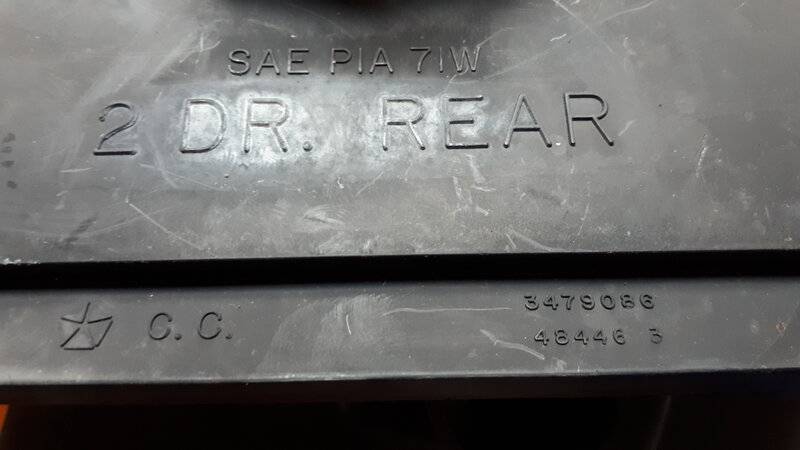 SAE PIA 71W
2 DR. REAR
C. C.
3479086
48446 3